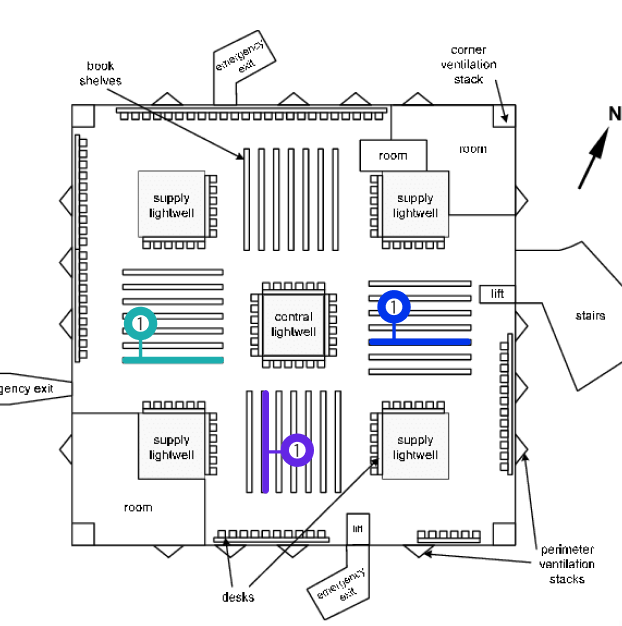 emergency
exit
corner
ventilation
stack
book
shelves
N
room
room
supply
lightwell
supply
lightwell
lift
1
central
lightwell
1
stairs
gency exit
supply
lightwell
1
supply
lightwell
room
lift
perimeter
ventilation
stacks
desks
emergency
exit